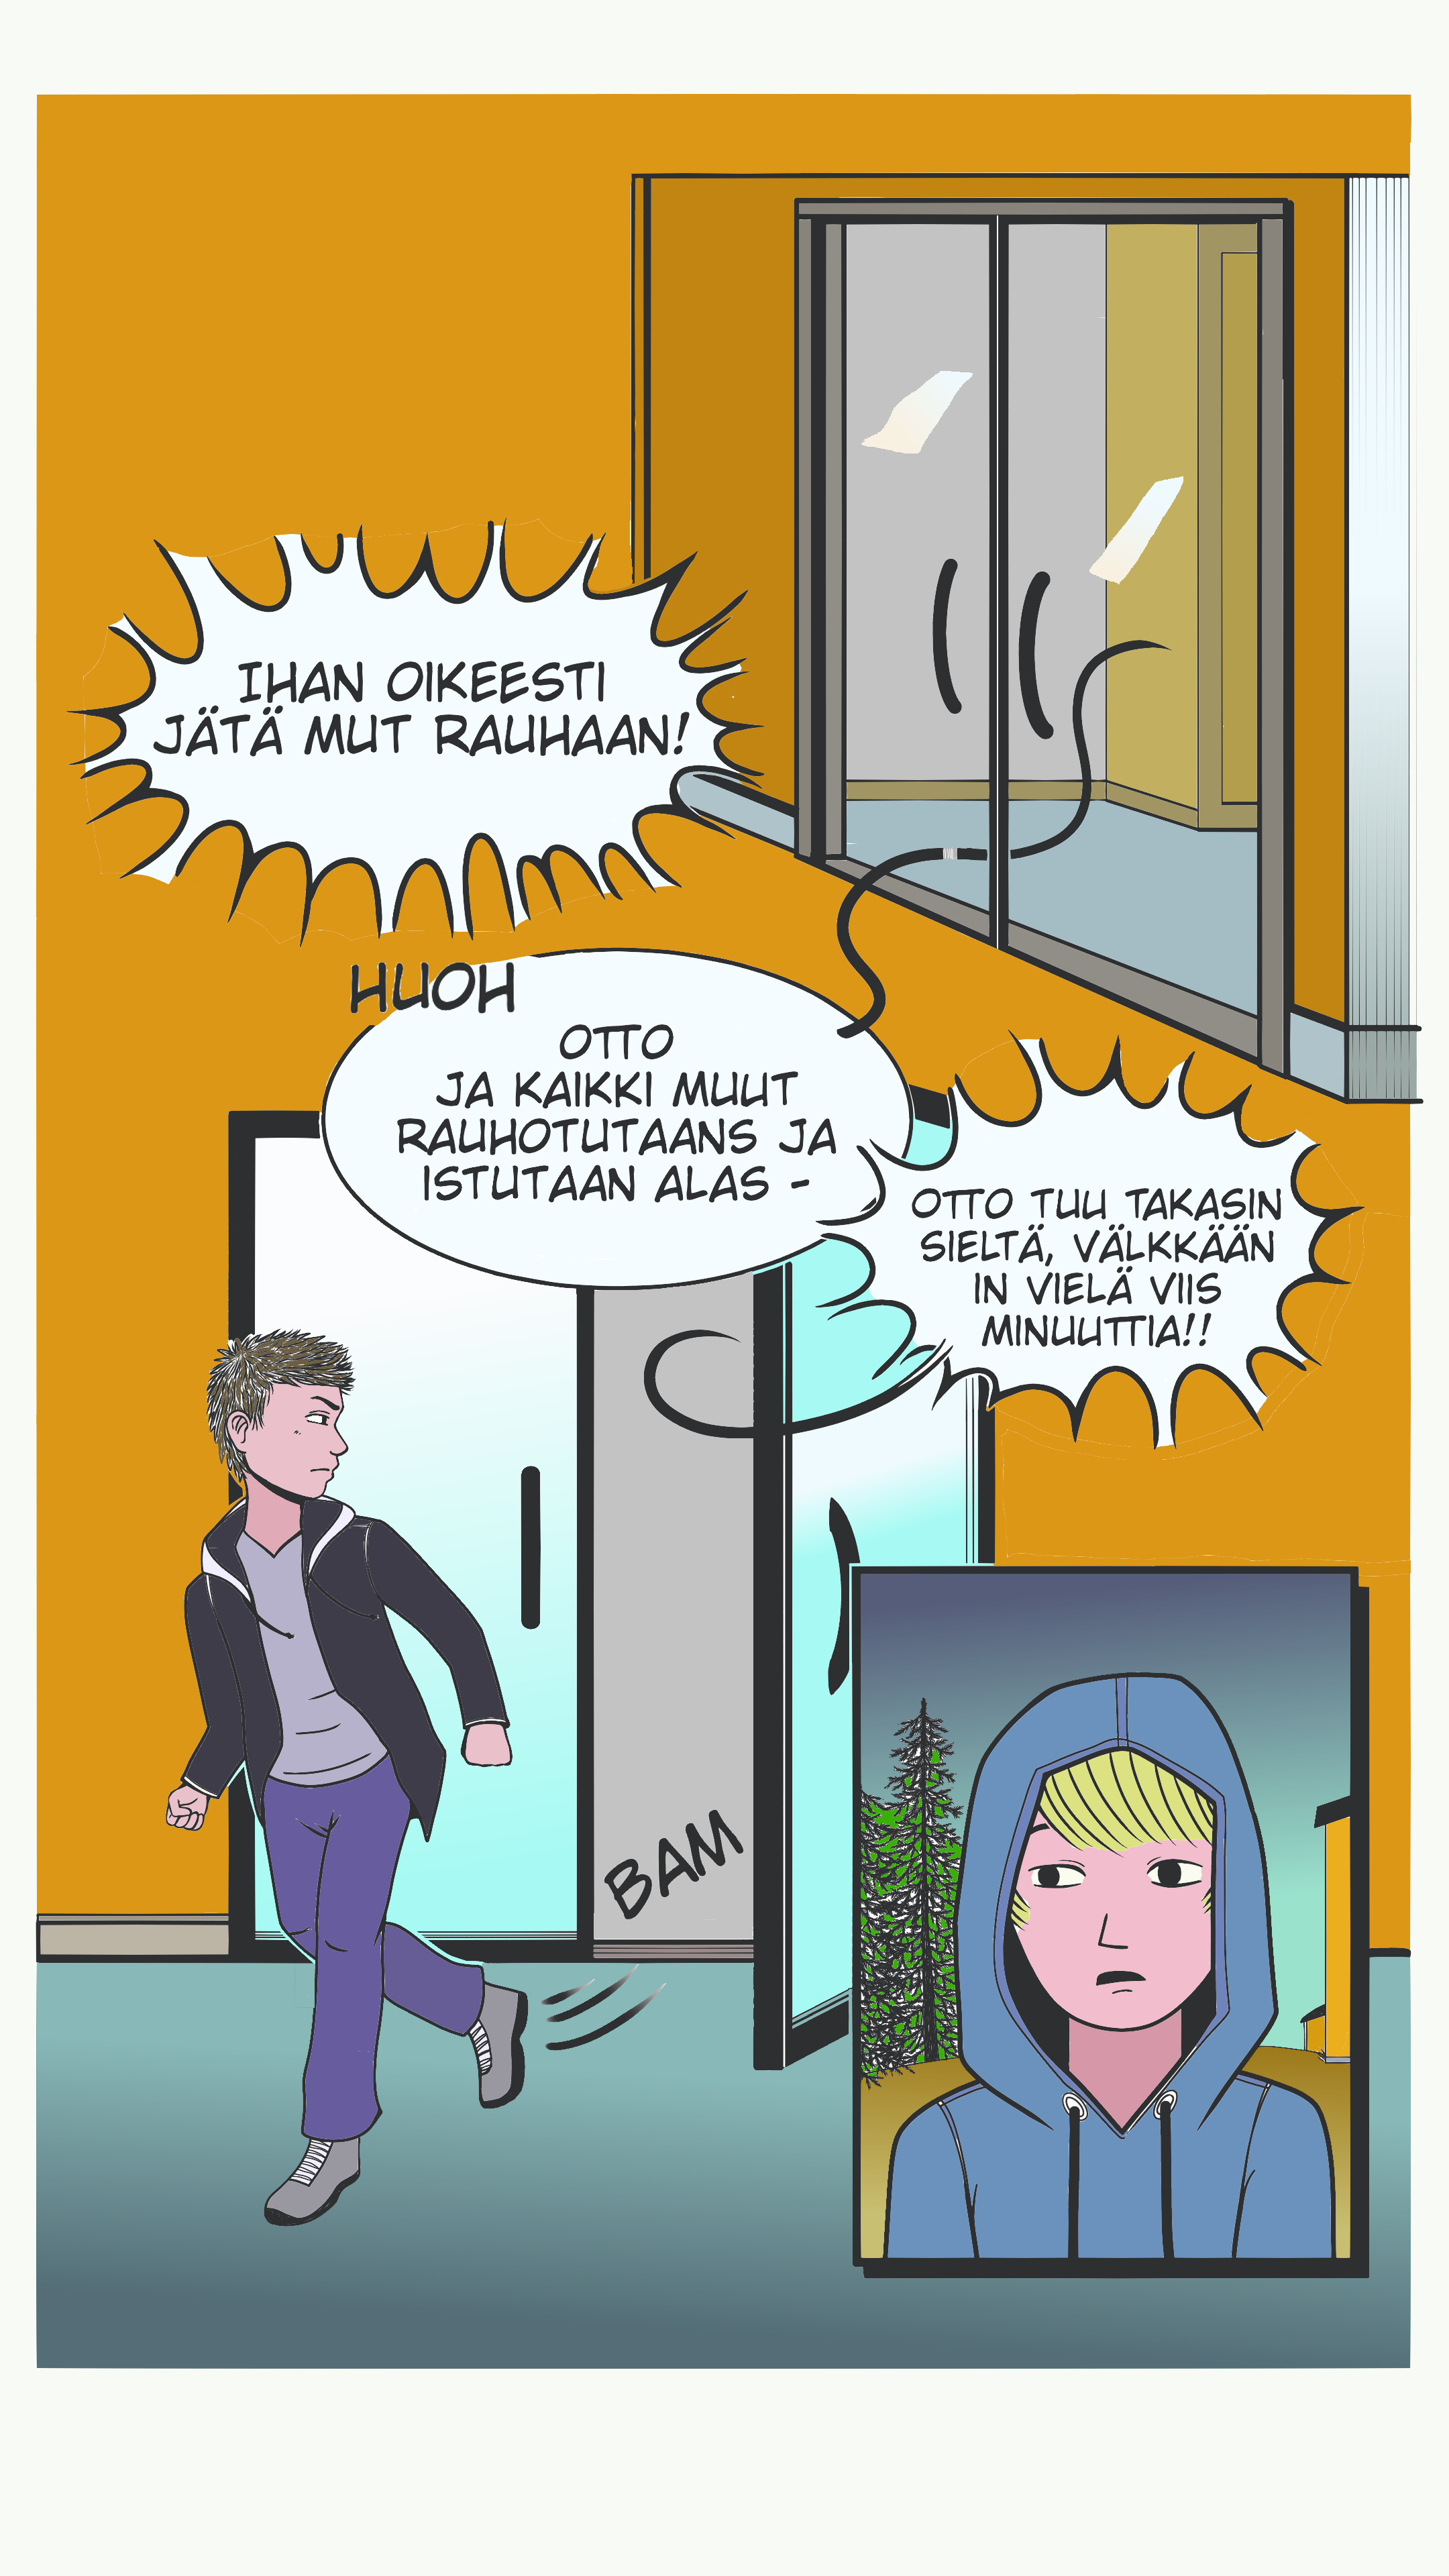 IHAN OIKEESTI
JÄTÄ MUT RAUHAAN!
HUOH
OTTO
JA KAIKKI MUUT
RAUHOTUTAANS JA
ISTUTAAN ALAS -
OTTO TUU TAKASIN
SIELTÄ, VÄLKKÄÄN
IN VIELÄ VIIS
MINUUTTIA!!
BAM